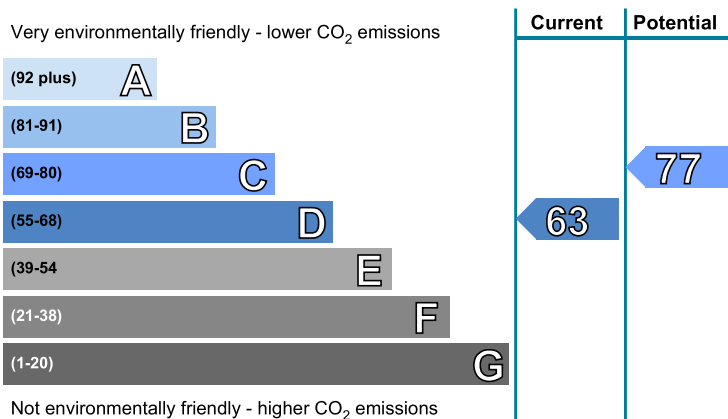 Very environmentally friendly - lower CO2 emissions
Current
Potential
(92 plus) A
(81-91) B
(69-80) C
77
(55-68) D
63
(39-54 E
(21-38) F
(1-20) G
Not environmentally friendly - higher CO2 emissions